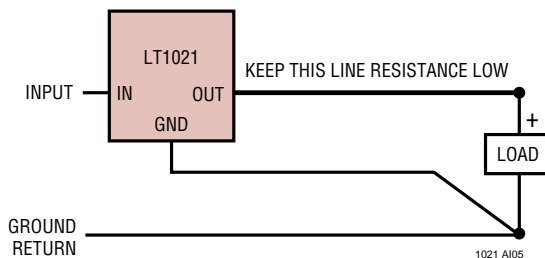 LT1021
KEEP THIS LINE RESISTANCE LOW
INPUT
IN
OUT
GND
+
LOAD
GROUND
RETURN
1021 AI05